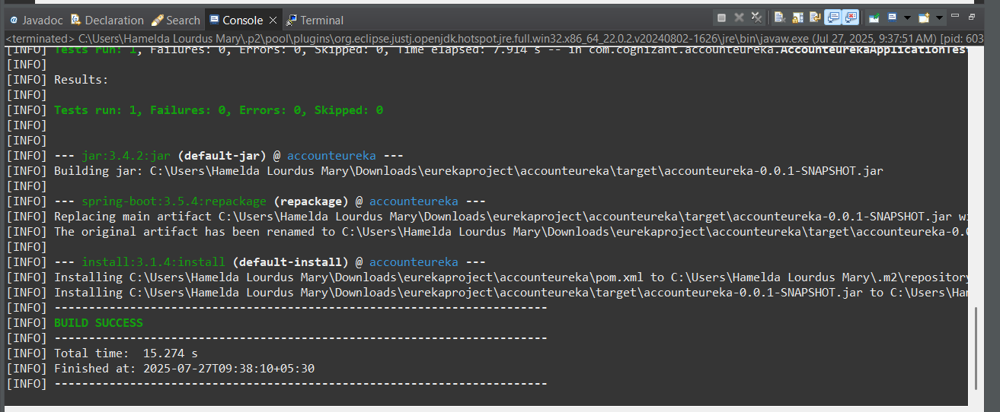 Javadoc Declaration Search Console Terminal
<terminated> C:\Users\Hamelda Lourdus Mary\.p2\pool\plugins\org.eclipse.justj.openjdk.hotspot.jre.full.win32.x86_64_22.0.2.v20240802-1626\jre\bin\javaw.exe (Jul 27, 2025, 9:37:51 AM) [pid: 603
[INFO] Tests run: 1, Failures: 0, Errors: 0, Skipped: 0, Time elapsed: 7.914 s -- in com.cognizant.accounteureka.AccounteurekaApplicationTest
[INFO]
[INFO] Results:
[INFO]
[INFO] Tests run: 1, Failures: 0, Errors: 0, Skipped: 0
[INFO]
[INFO]
[INFO] --- jar:3.4.2:jar (default-jar) @ accounteureka ---
[INFO] Building jar: C:\Users\Hamelda Lourdus Mary\Downloads\eurekaproject\accounteureka\target\accounteureka-0.0.1-SNAPSHOT.jar
[INFO]
[INFO] --- spring-boot:3.5.4:repackage (repackage) @ accounteureka ---
[INFO] Replacing main artifact C:\Users\Hamelda Lourdus Mary\Downloads\eurekaproject\accounteureka\target\accounteureka-0.0.1-SNAPSHOT.jar wi
[INFO] The original artifact has been renamed to C:\Users\Hamelda Lourdus Mary\Downloads\eurekaproject\accounteureka\target\accounteureka-0.0
[INFO]
[INFO] --- install:3.1.4:install (default-install) @ accounteureka ---
[INFO] Installing C:\Users\Hamelda Lourdus Mary\Downloads\eurekaproject\accounteureka\pom.xml to C:\Users\Hamelda Lourdus Mary\.m2\repository
[INFO] Installing C:\Users\Hamelda Lourdus Mary\Downloads\eurekaproject\accounteureka\target\accounteureka-0.0.1-SNAPSHOT.jar to C:\Users\Ham
[INFO] ------------------------------------------------------------------------
[INFO] BUILD SUCCESS
[INFO] ------------------------------------------------------------------------
[INFO] Total time:  15.274 s
[INFO] Finished at: 2025-07-27T09:38:10+05:30
[INFO] ------------------------------------------------------------------------